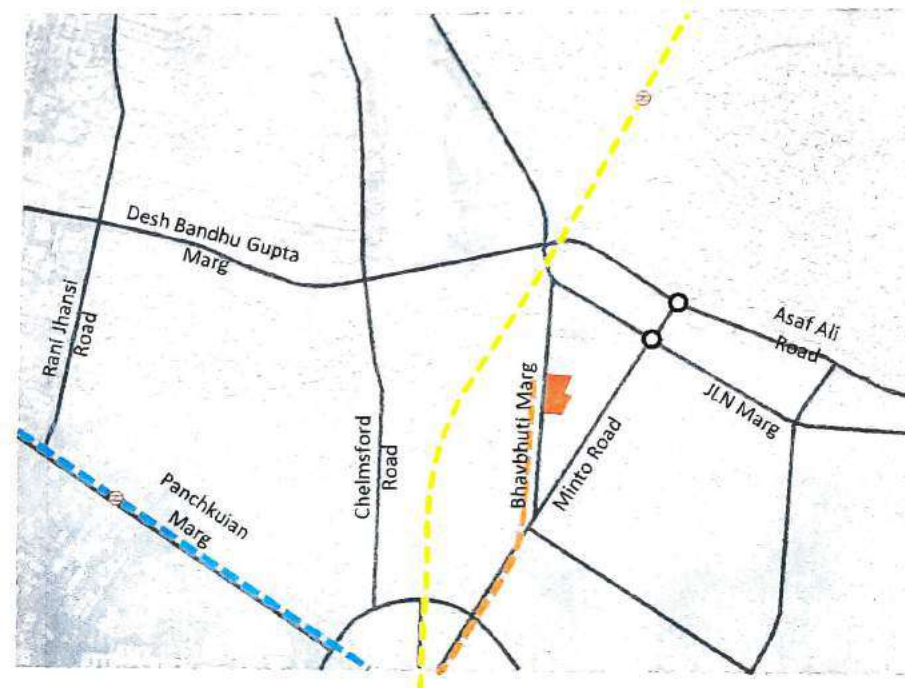 Desh Bandhu Gupta
Marg
Rani Jhansi
Road
Asaf Ali
Road
JLN Marg
Bhavbhuti Marg
Minto Road
Chelmsford
Road
Panchkuian
Marg